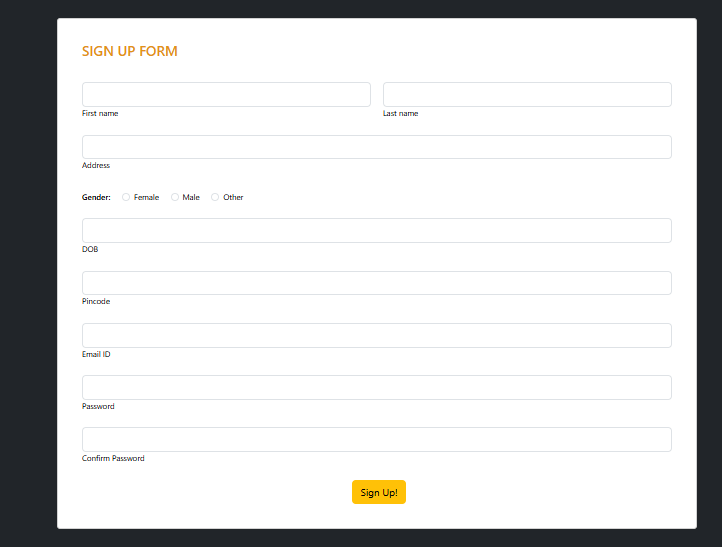 SIGN UP FORM
First name Last name
Address
Gender: Female Male Other
DOB
Pincode
Email ID
Password
Confirm Password
Sign Up!